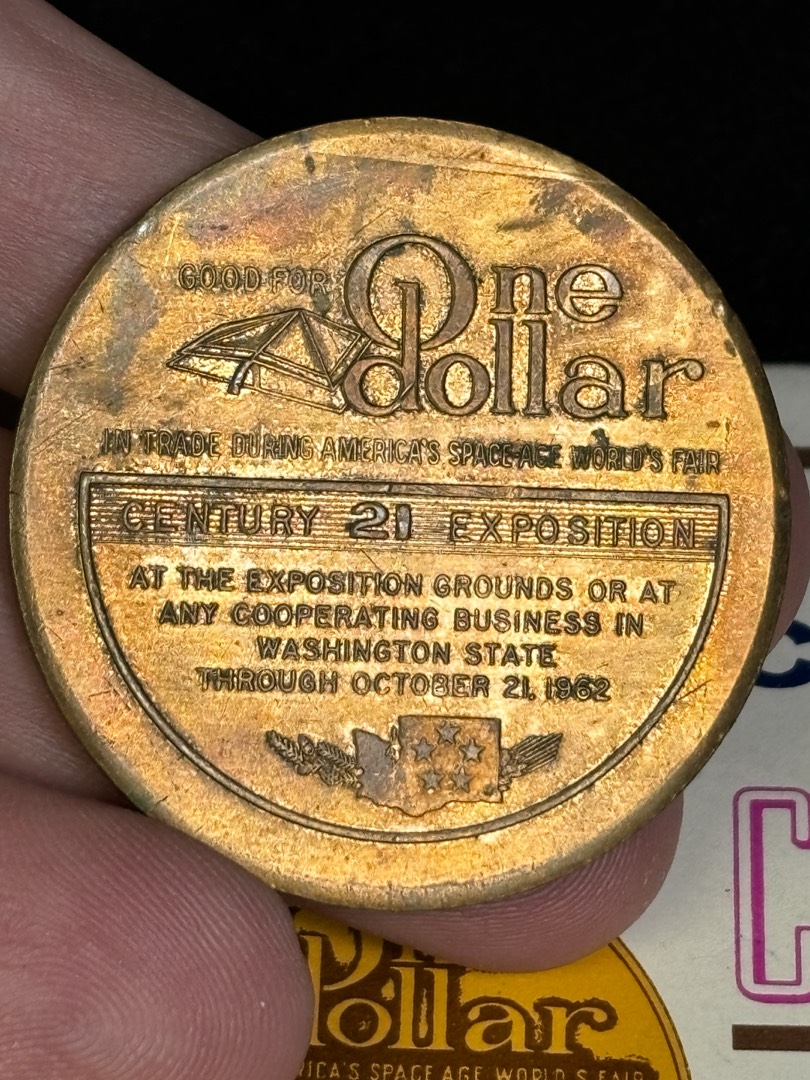 GOOD FOR One
dollar
IN TRADE DURING AMERICA'S SPACE-AGE WORLD'S FAIR
CENTURY 21 EXPOSITION
AT THE EXPOSITION GROUNDS OR AT
ANY COOPERATING BUSINESS IN
WASHINGTON STATE
THROUGH OCTOBER 21, 1962
dollar
ICA'S SPACE AGE WORLD'S FAIR
C